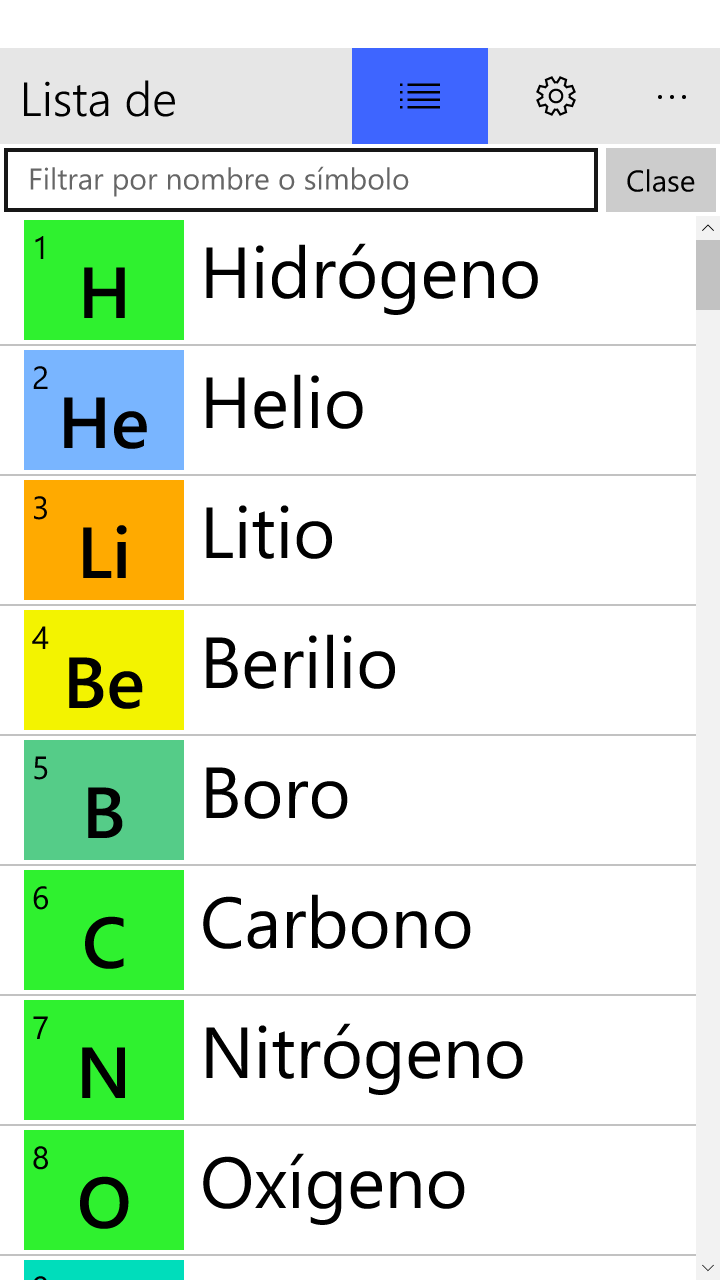 Lista de
Filtrar por nombre o símbolo
Clase
1
H
Hidrógeno
2
He
Helio
3
Li
Litio
4
Be
Berilio
5
B
Boro
6
C
Carbono
7
N
Nitrógeno
8
O
Oxígeno